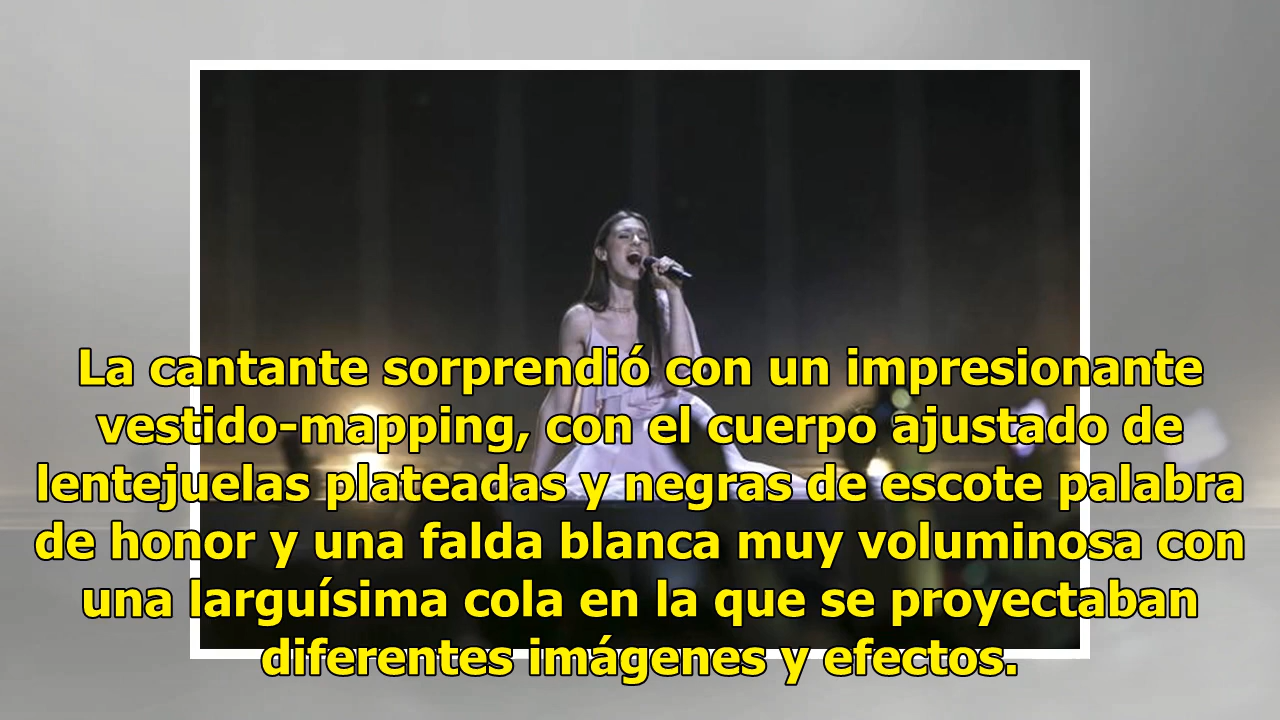 La cantante sorprendió con un impresionante
vestido-mapping, con el cuerpo ajustado de
lentejuelas plateadas y negras de escote palabra
de honor y una falda blanca muy voluminosa con
una larguísima cola en la que se proyectaban
diferentes imágenes y efectos.